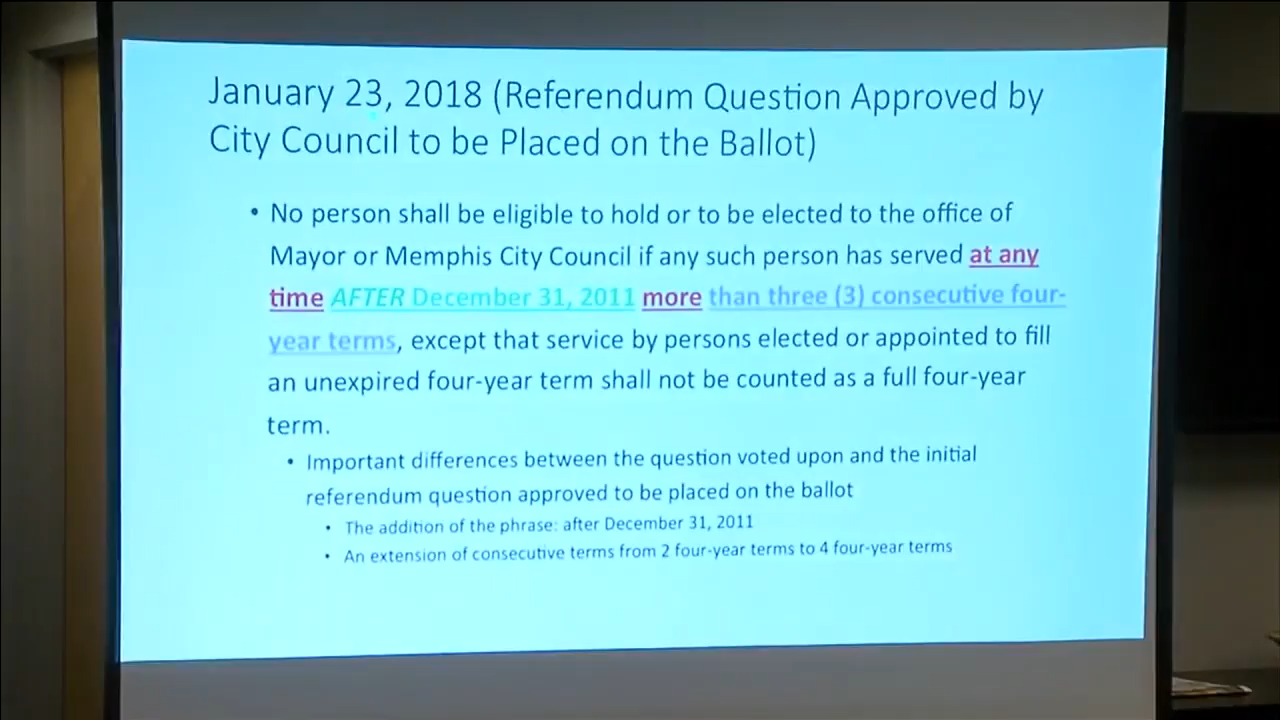 January 23, 2018 (Referendum Question Approved by
City Council to be Placed on the Ballot)
• No person shall be eligible to hold or to be elected to the office of
Mayor or Memphis City Council if any such person has served at any
time AFTER December 31, 2011 more than three (3) consecutive four-
year terms, except that service by persons elected or appointed to fill
an unexpired four-year term shall not be counted as a full four-year
term.
• Important differences between the question voted upon and the initial
referendum question approved to be placed on the ballot
• The addition of the phrase: after December 31, 2011
• An extension of consecutive terms from 2 four-year terms to 4 four-year terms